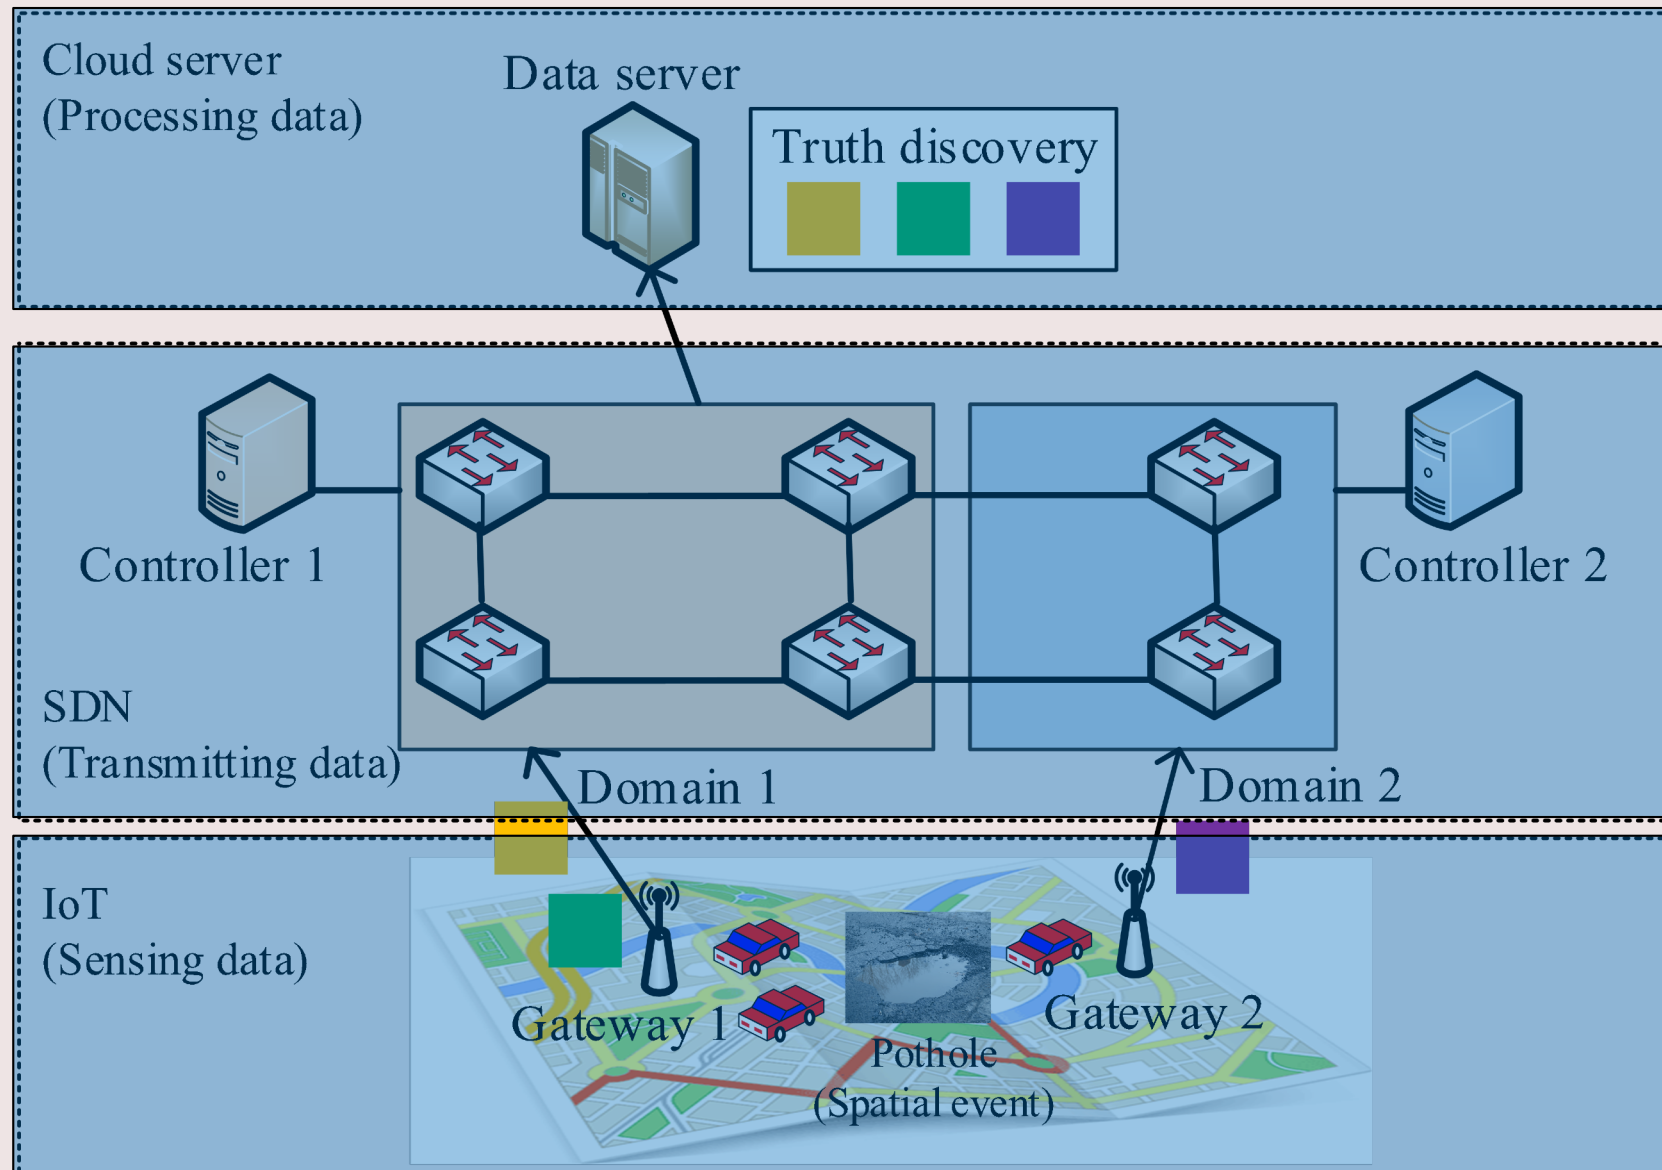 Cloud server
(Processing data)
Data server
Truth discovery
Controller 1
Controller 2
SDN
(Transmitting data)
Domain 1
Domain 2
IoT
(Sensing data)
Gateway 1
Gateway 2
Pothole
(Spatial event)